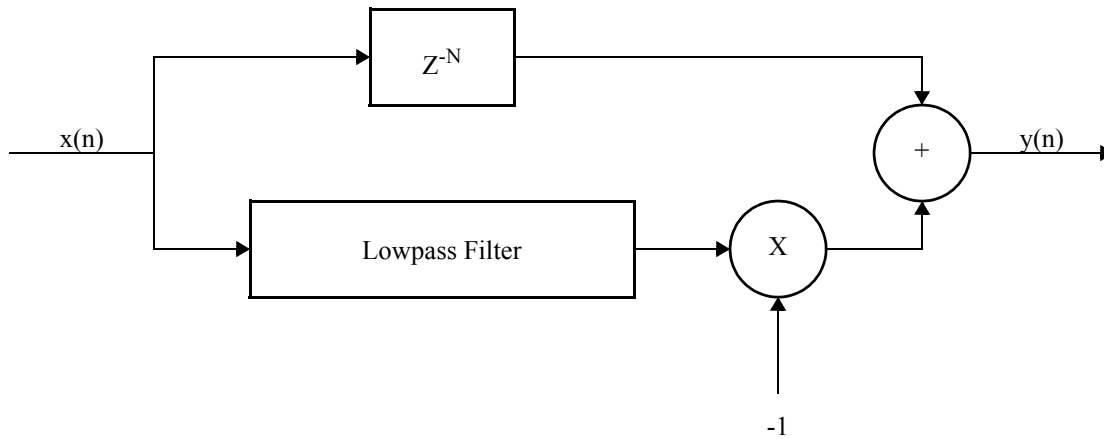 Z-N
x(n)
+
y(n)
Lowpass Filter
X
-1